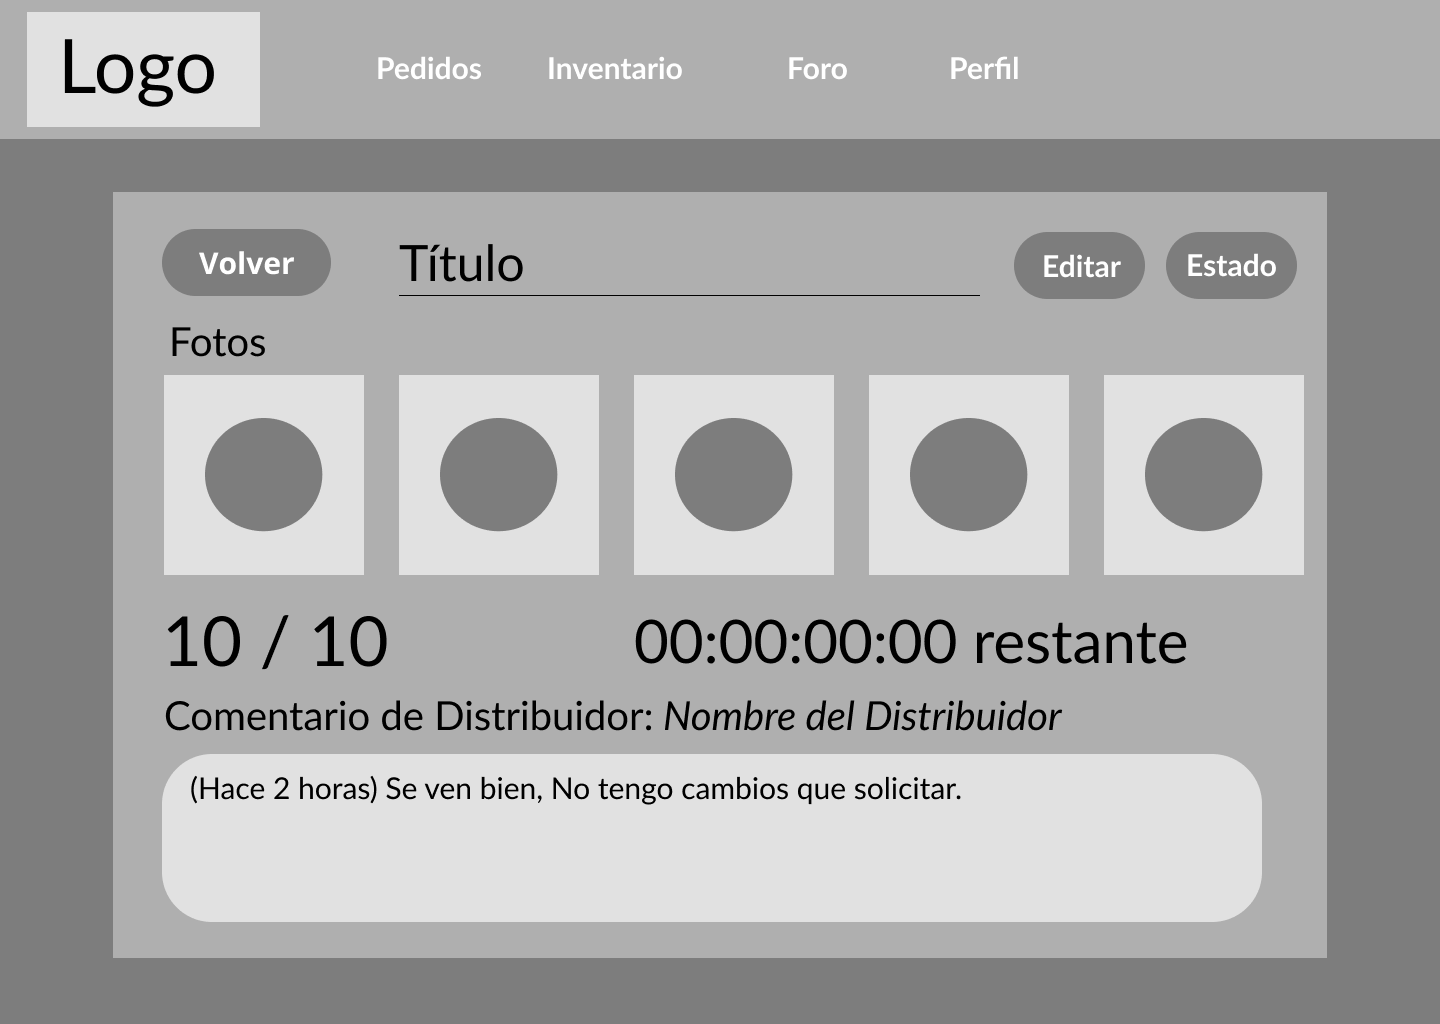 Logo
Pedidos Inventario Foro Perfil
Volver
Título
Editar Estado
Fotos
10 / 10
00:00:00:00 restante
Comentario de Distribuidor: Nombre del Distribuidor
(Hace 2 horas) Se ven bien, No tengo cambios que solicitar.